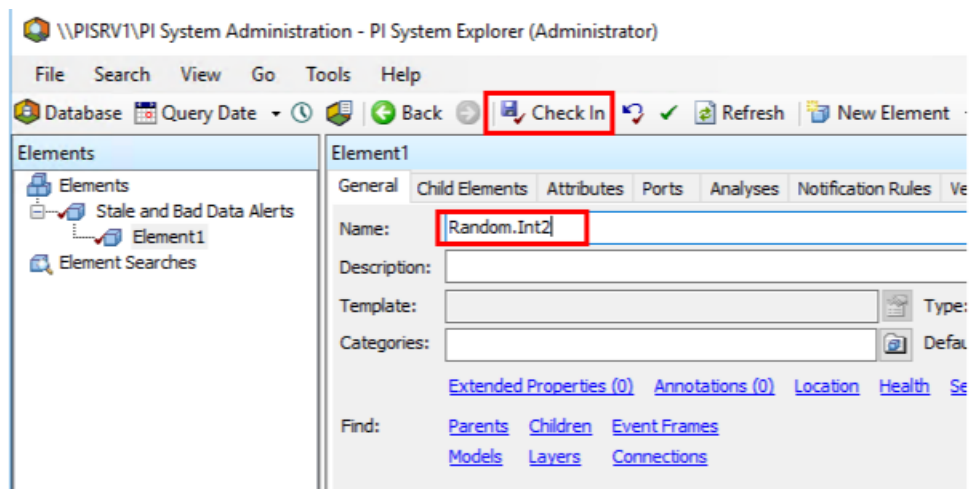 \\PISRV1\PI System Administration - PI System Explorer (Administrator)
File Search View Go Tools Help
Database Query Date Back Check In Refresh New Element
Elements
Elements
Stale and Bad Data Alerts
Element1
Element Searches
Element1
General Child Elements Attributes Ports Analyses Notification Rules
Name: Random.Int2
Description:
Template: Type:
Categories:
Extended Properties (0) Annotations (0) Location Health
Find: Parents Children Event Frames
Models Layers Connections